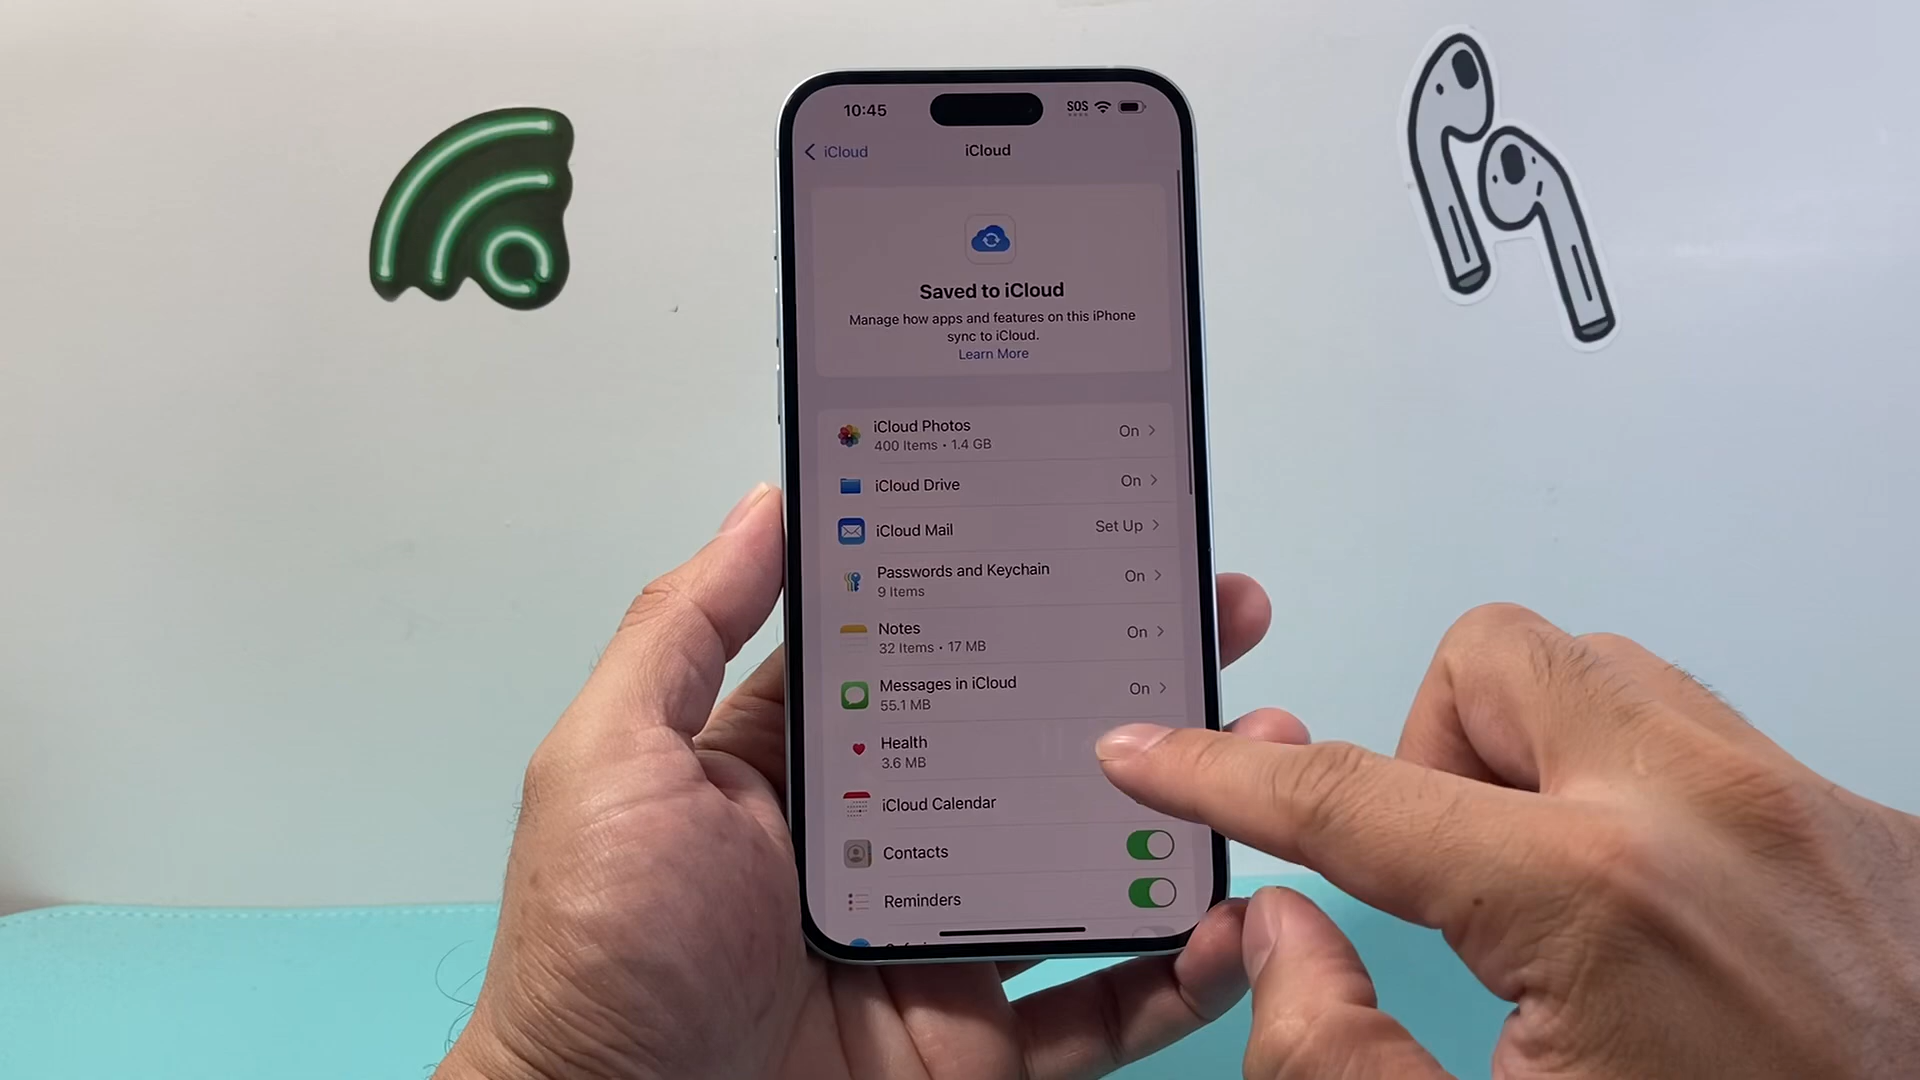 10:45
SOS
iCloud
iCloud
Saved to iCloud
Manage how apps and features on this iPhone
sync to iCloud.
Learn More
iCloud Photos
400 Items • 1.4 GB
On
iCloud Drive
On
iCloud Mail
Set Up
Passwords and Keychain
9 Items
On
Notes
32 Items • 17 MB
On
Messages in iCloud
55.1 MB
On
Health
3.6 MB
iCloud Calendar
Contacts
Reminders